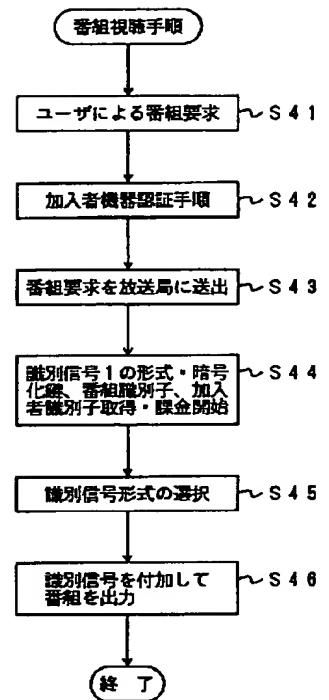 番組視聴手順
ユーザによる番組要求
S41
加入者機器認証手順
S42
番組要求を放送局に送出
S43
識別信号1の形式・暗号
化鍵、番組識別子、加入
者識別子取得・課金開始
S44
識別信号形式の選択
S45
識別信号を付加して
番組を出力
S46
終了